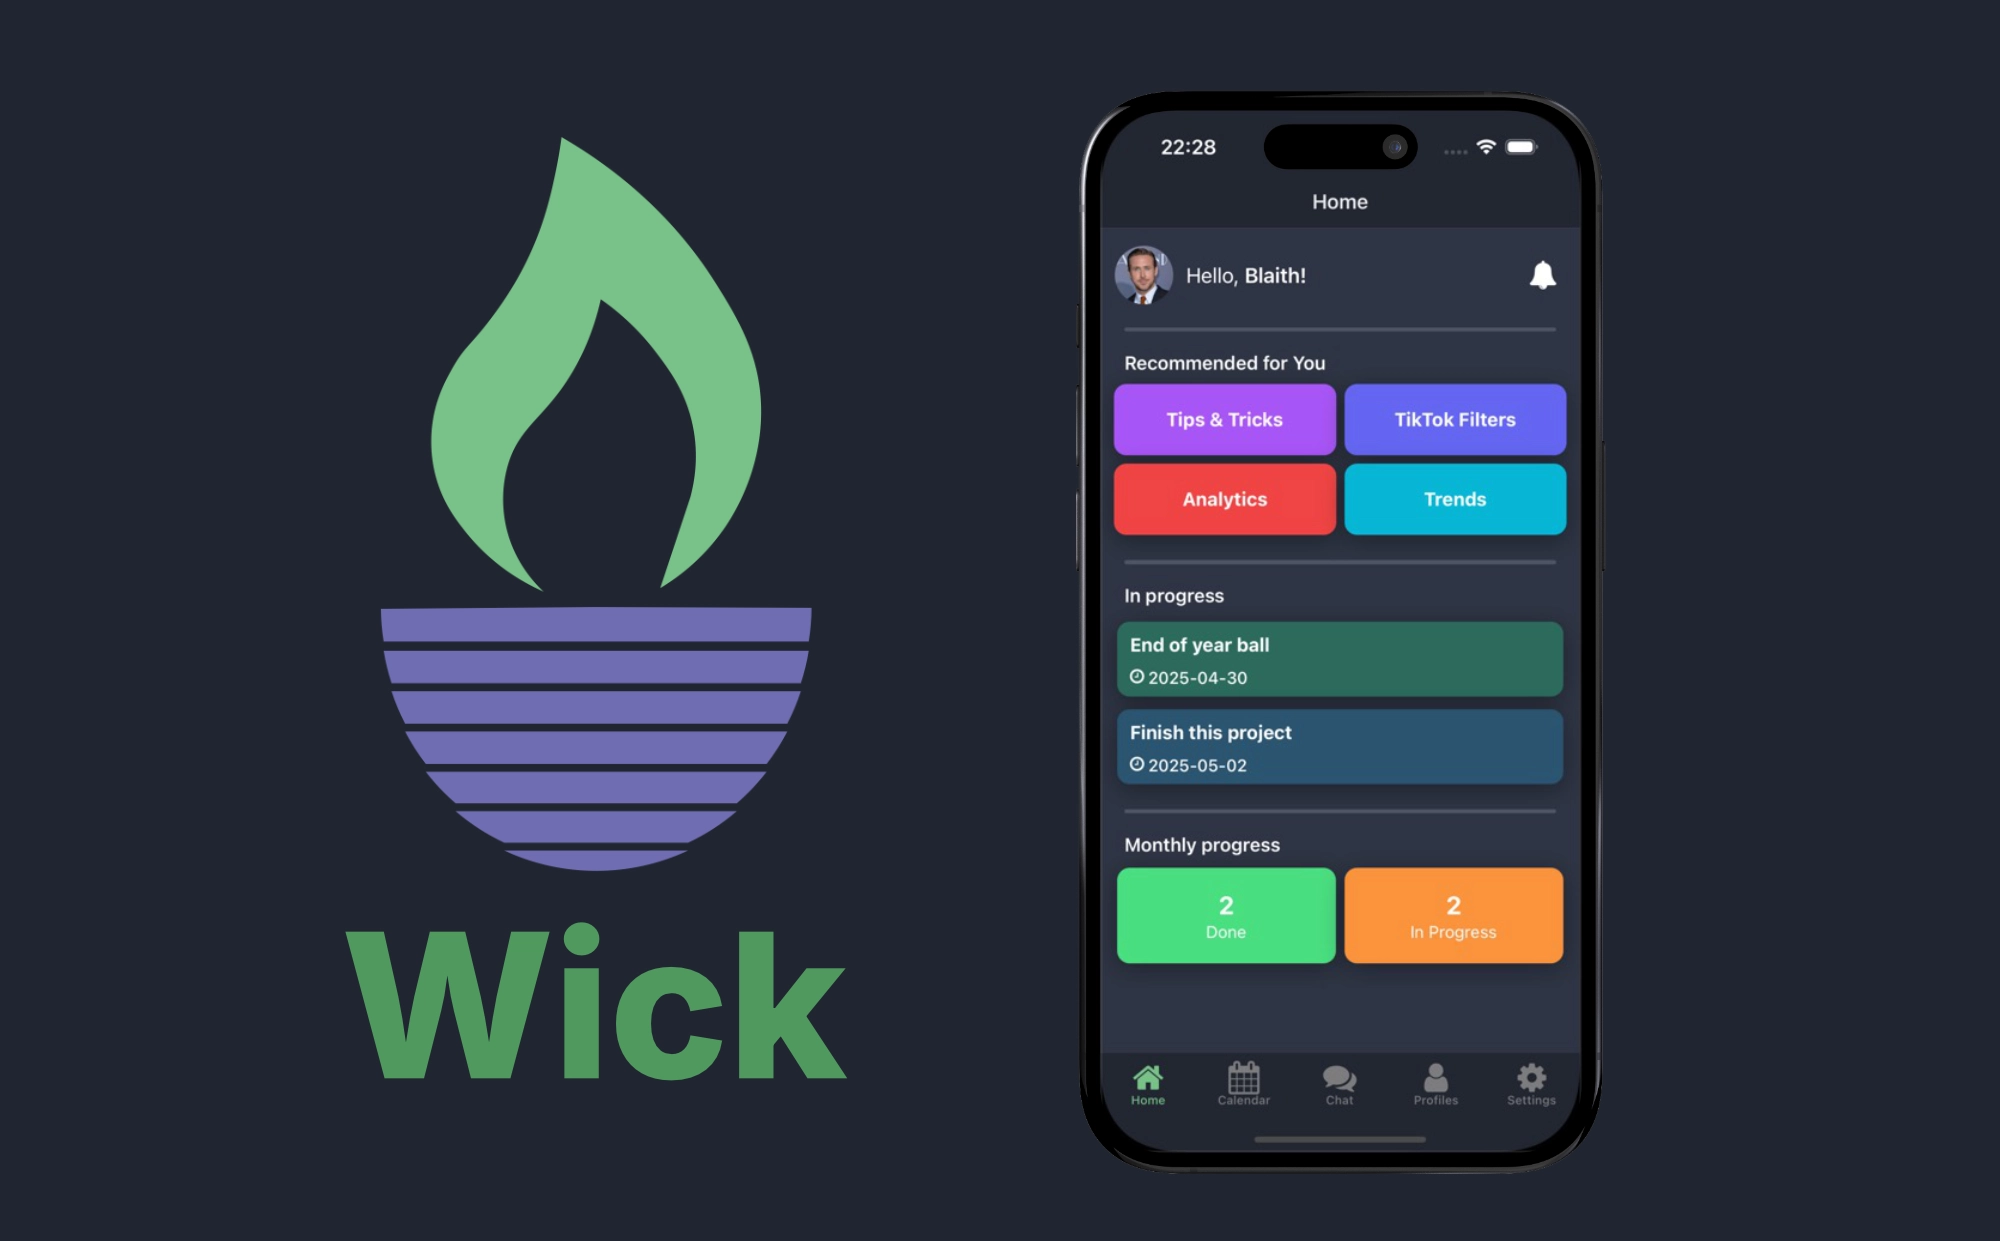 Wick
22:28
Home
Hello, Blaith!
Recommended for You
Tips & Tricks
TikTok Filters
Analytics
Trends
In progress
End of year ball
2025-04-30
Finish this project
2025-05-02
Monthly progress
2
Done
2
In Progress
Home
Calendar
Chat
Profiles
Settings